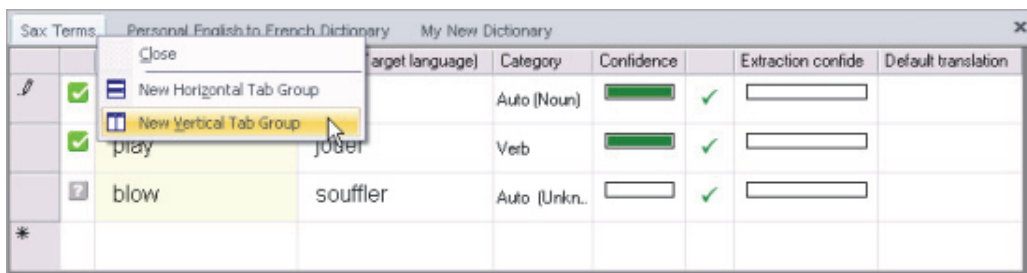 Sax Terms Personal English to French Dictionary My New Dictionary
Close
New Horizontal Tab Group
New Vertical Tab Group
arget language) Category Confidence Extraction confide Default translation
Auto (Noun)
play jouer Verb
blow souffler Auto (Unkn..